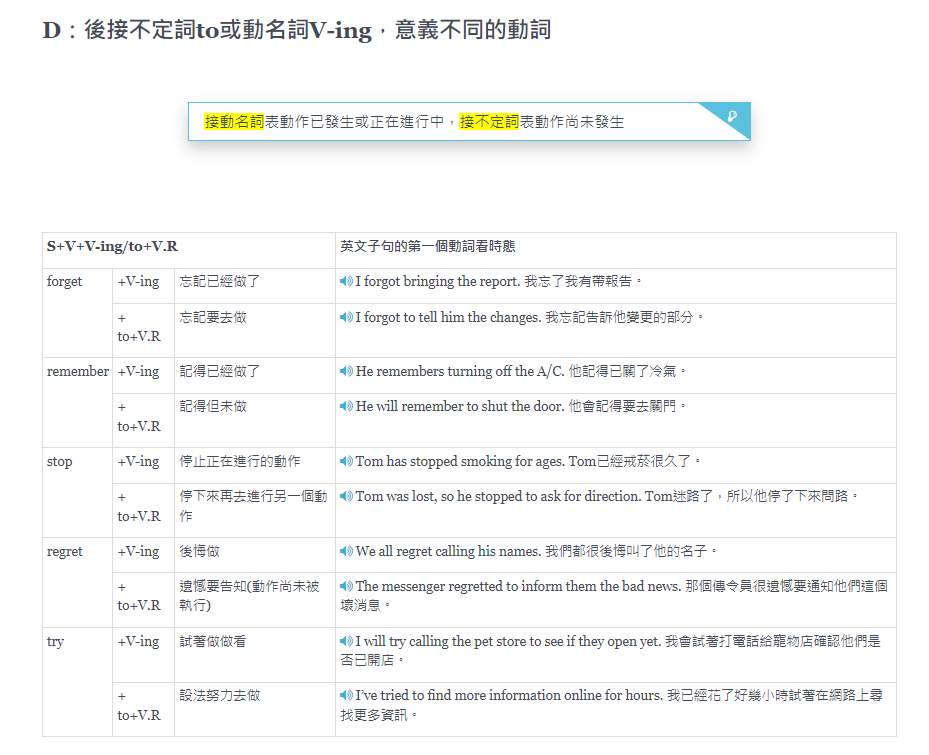 D：後接不定詞to或動名詞V-ing，意義不同的動詞
接動名詞表動作已發生或正在進行中，接不定詞表動作尚未發生
S+V+V-ing/to+V.R
英文子句的第一個動詞看時態
forget
+V-ing
忘記已經做了
I forgot bringing the report. 我忘了我有帶報告。
+
to+V.R
忘記要去做
I forgot to tell him the changes. 我忘記告訴他變更的部分。
remember
+V-ing
記得已經做了
He remembers turning off the A/C. 他記得已關了冷氣。
+
to+V.R
記得但未做
He will remember to shut the door. 他會記得要去關門。
stop
+V-ing
停止正在進行的動作
Tom has stopped smoking for ages. Tom已經戒菸很久了。
+
to+V.R
停下來再去進行另一個動
作
Tom was lost, so he stopped to ask for direction. Tom迷路了，所以他停了下來問路。
regret
+V-ing
後悔做
We all regret calling his names. 我們都很後悔叫了他的名子。
+
to+V.R
遺憾要告知(動作尚未被
執行)
The messenger regretted to inform them the bad news. 那個傳令員很遺憾要通知他們這個
壞消息。
try
+V-ing
試著做做看
I will try calling the pet store to see if they open yet. 我會試著打電話給寵物店確認他們是
否已開店。
+
to+V.R
設法努力去做
I've tried to find more information online for hours. 我已經花了好幾小時試著在網路上尋
找更多資訊。